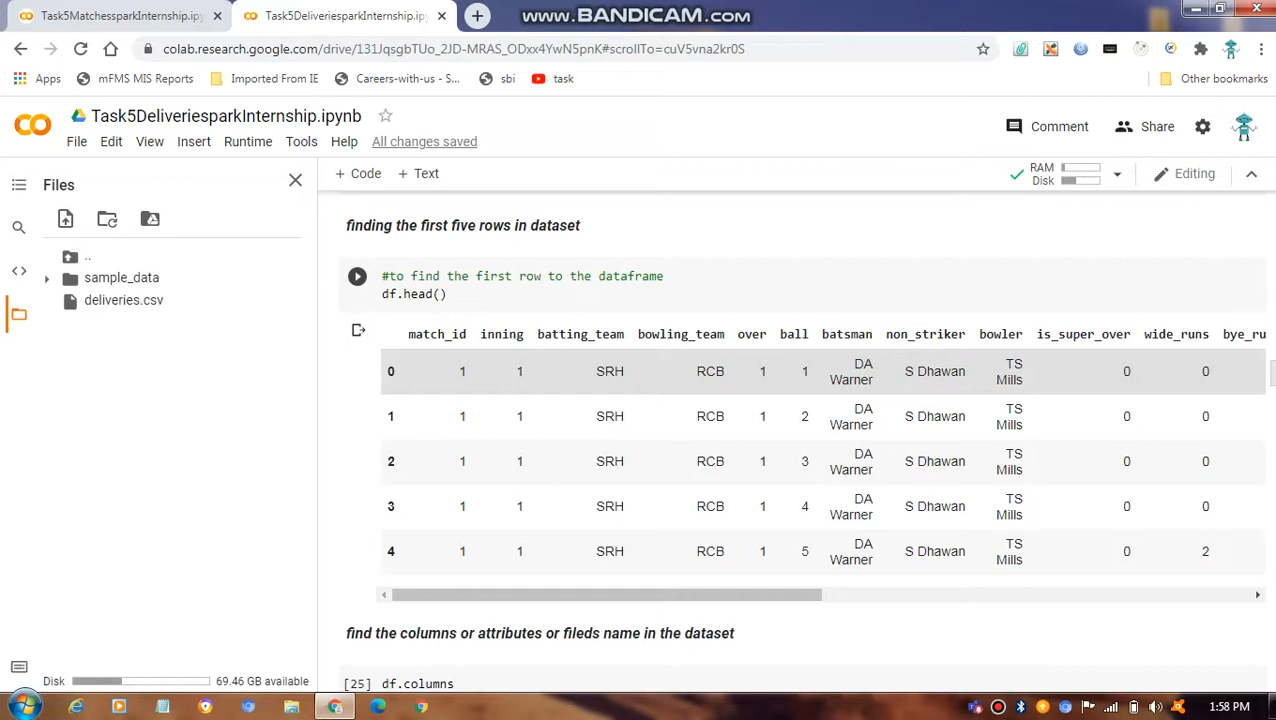 Task5MatchessparkInternship.ipy
Task5DeliveriesparkInternship.ip
www.BANDICAM.com
colab.research.google.com/drive/131JqsgbTUo_2JD-MRAS_ODxx4YwN5pnK#scrollTo=cuV5vna2kr0S
Apps mFMS MIS Reports Imported From IE Careers-with-us - S... sbi task Other bookmarks
CO Task5DeliveriesparkInternship.ipynb
Comment Share
File Edit View Insert Runtime Tools Help All changes saved
+ Code + Text
RAM
Disk
Editing
Files
..
sample_data
deliveries.csv
Disk 69.46 GB available
finding the first five rows in dataset
#to find the first row to the dataframe
df.head()
match_id inning batting_team bowling_team over ball batsman non_striker bowler is_super_over wide_runs bye_ru
0 1 1 SRH RCB 1 1 DA Warner S Dhawan TS Mills 0 0
1 1 1 SRH RCB 1 2 DA Warner S Dhawan TS Mills 0 0
2 1 1 SRH RCB 1 3 DA Warner S Dhawan TS Mills 0 0
3 1 1 SRH RCB 1 4 DA Warner S Dhawan TS Mills 0 0
4 1 1 SRH RCB 1 5 DA Warner S Dhawan TS Mills 0 2
find the columns or attributes or fileds name in the dataset
[25] df.columns
1:58 PM